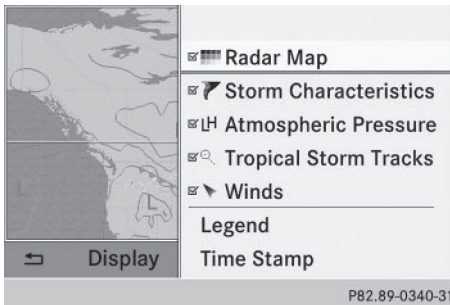 Radar Map
Storm Characteristics
LH Atmospheric Pressure
Tropical Storm Tracks
Winds
Legend
Time Stamp
L
L
Display
P82.89-0340-31